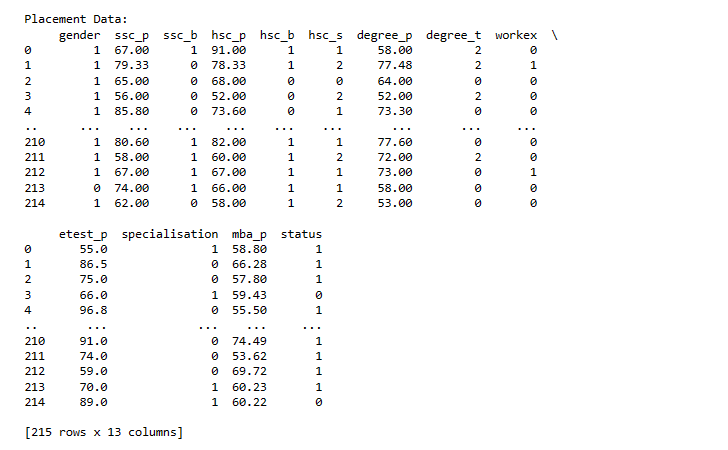 Placement Data:
gender ssc_p ssc_b hsc_p hsc_b hsc_s degree_p degree_t workex \
0 1 67.00 1 91.00 1 1 58.00 2 0
1 1 79.33 0 78.33 1 2 77.48 2 1
2 1 65.00 0 68.00 0 0 64.00 0 0
3 1 56.00 0 52.00 0 2 52.00 2 0
4 1 85.80 0 73.60 0 1 73.30 0 0
.. ... ... ... ... ... ... ... ... ...
210 1 80.60 1 82.00 1 1 77.60 0 0
211 1 58.00 1 60.00 1 2 72.00 2 0
212 1 67.00 1 67.00 1 1 73.00 0 1
213 0 74.00 1 66.00 1 1 58.00 0 0
214 1 62.00 0 58.00 1 2 53.00 0 0
etest_p specialisation mba_p status
0 55.0 1 58.80 1
1 86.5 0 66.28 1
2 75.0 0 57.80 1
3 66.0 1 59.43 0
4 96.8 0 55.50 1
.. ... ... ... ...
210 91.0 0 74.49 1
211 74.0 0 53.62 1
212 59.0 0 69.72 1
213 70.0 1 60.23 1
214 89.0 1 60.22 0
[215 rows x 13 columns]